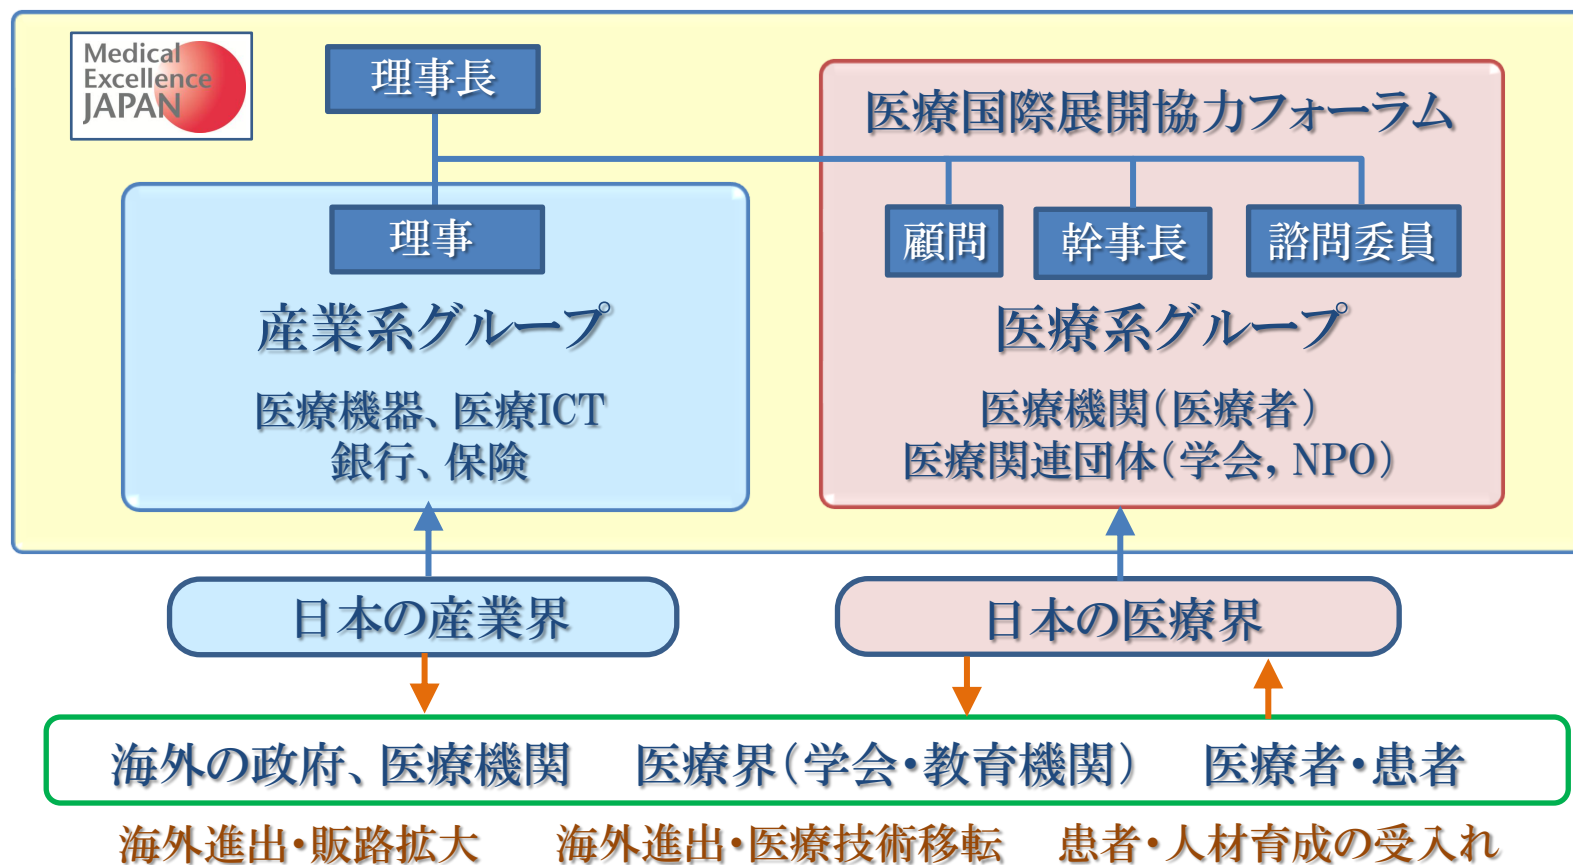 Medical
Excellence
JAPAN
理事長
医療国際展開協力フォーラム
理事
顧問
幹事長
諮問委員
産業系グループ
医療系グループ
医療機器、医療ICT
銀行、保険
医療機関(医療者)
医療関連団体(学会, NPO)
日本の産業界
日本の医療界
海外の政府、医療機関
医療界(学会・教育機関)
医療者・患者
海外進出・販路拡大
海外進出・医療技術移転
患者・人材育成の受入れ